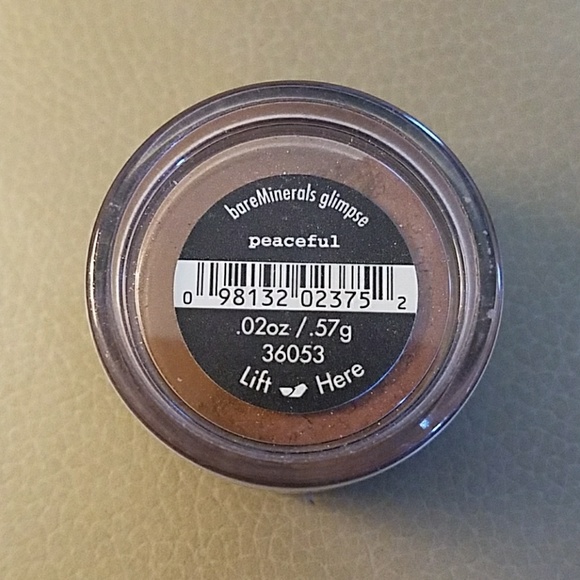 bareMinerals glimpse
peaceful
0 98132 02375 2
.02oz / .57g
36053
Lift Here